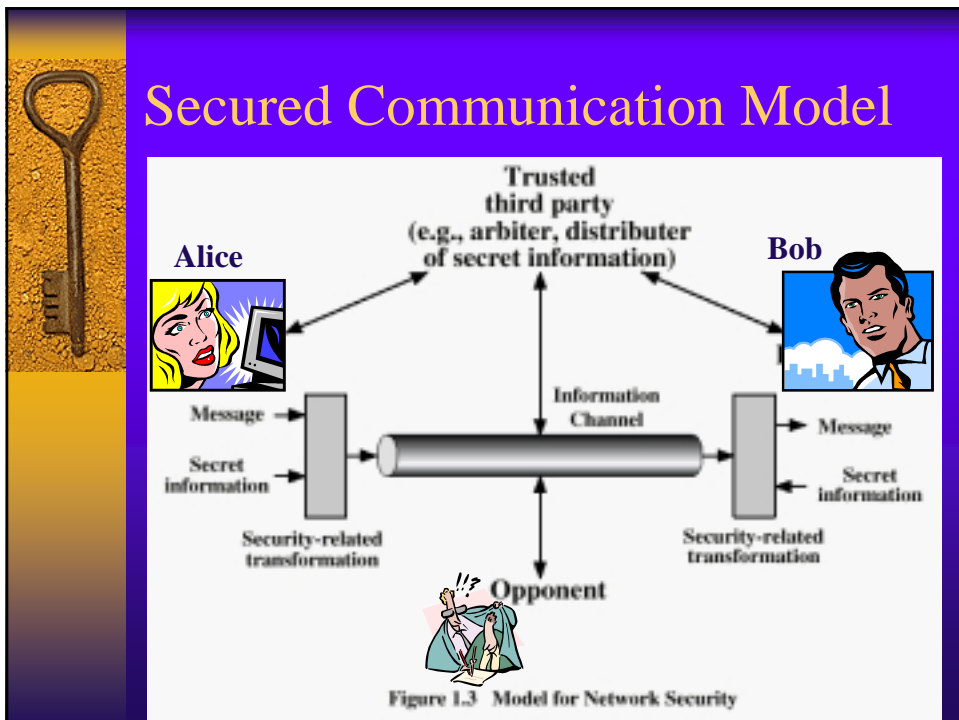 Secured Communication Model
Trusted
third party
(e.g., arbiter, distributer
of secret information)
Alice
Bob
Information
Channel
Message
Secret
information
Security-related
transformation
Message
Secret
information
Security-related
transformation
!!?
Opponent
Figure 1.3 Model for Network Security